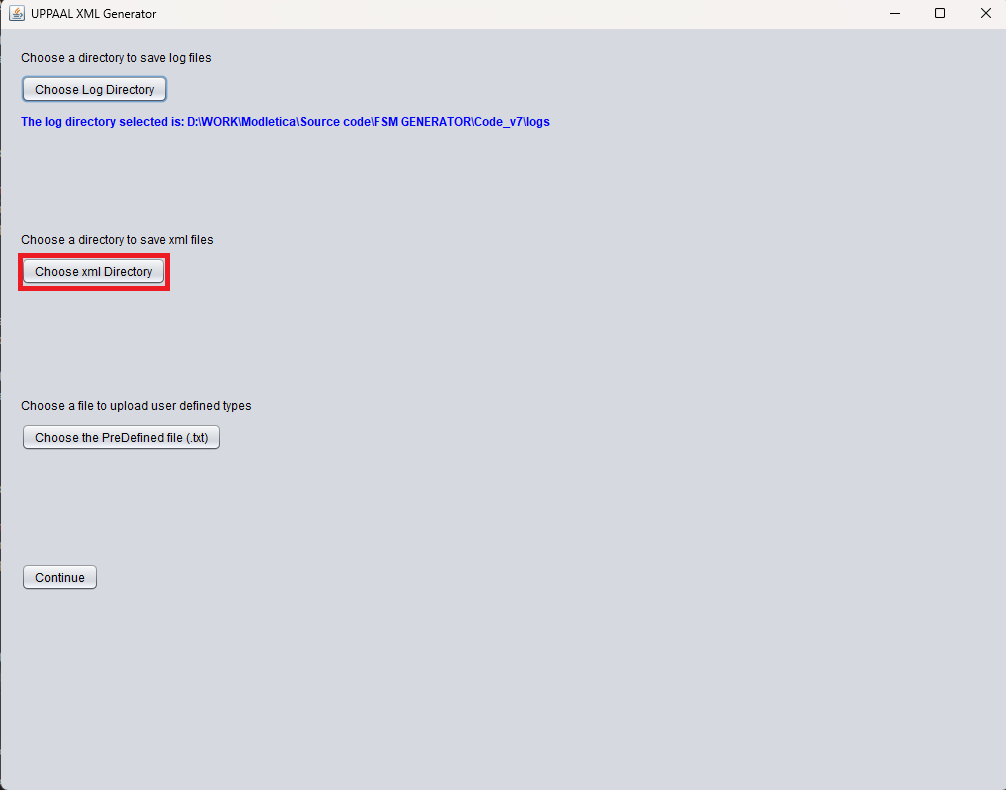 UPPAAL XML Generator
Choose a directory to save log files
Choose Log Directory
The log directory selected is: D:\WORK\Modletica\Source code\FSM GENERATOR\Code_v7\logs
Choose a directory to save xml files
Choose xml Directory
Choose a file to upload user defined types
Choose the PreDefined file (.txt)
Continue